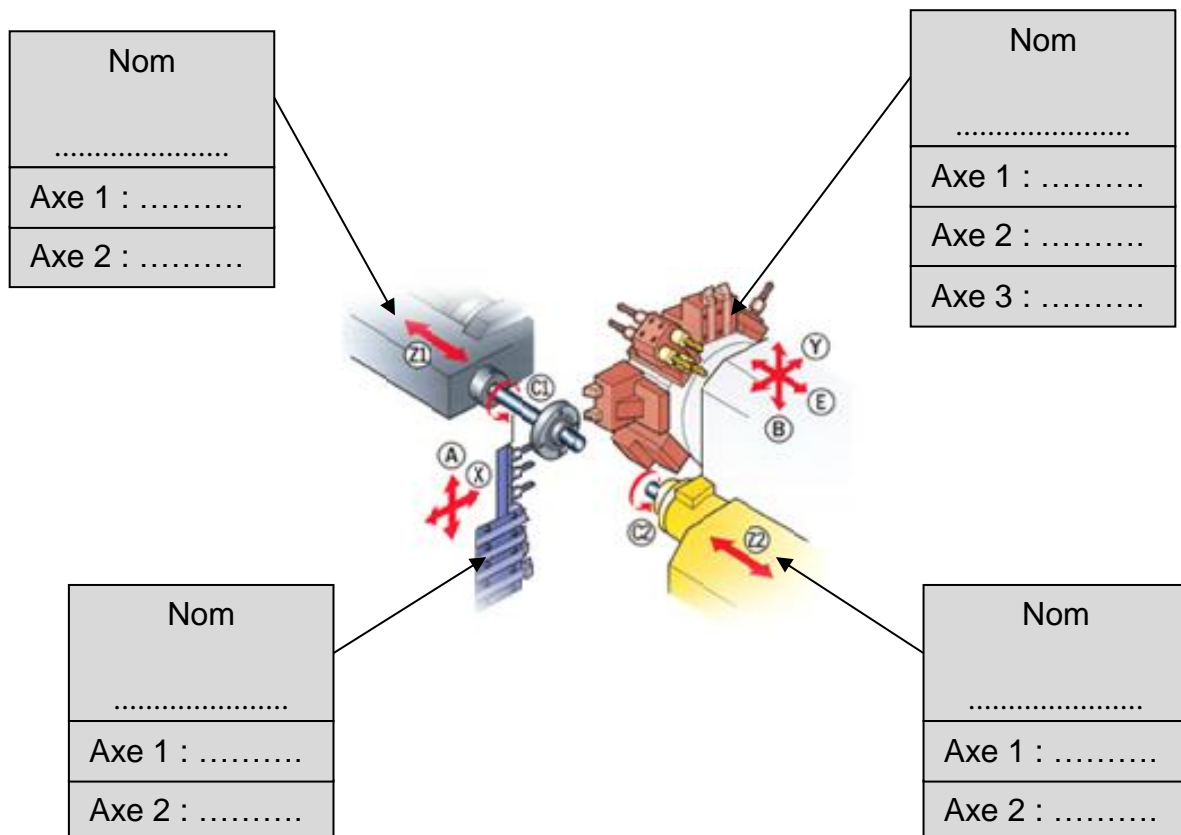 Nom
......................
Axe 1 : ……….
Axe 2 : ……….
Nom
......................
Axe 1 : ……….
Axe 2 : ……….
Axe 3 : ……….
Z1
C1
A
X
Y
E
B
C2
Z2
Nom
......................
Axe 1 : ……….
Axe 2 : ……….
Nom
......................
Axe 1 : ……….
Axe 2 : ……….